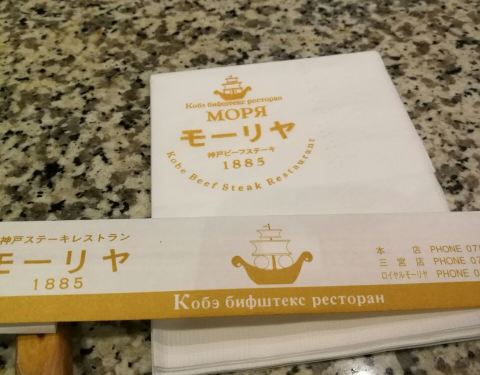 Кобэ бифштекс ресторан
МОРЯ
モーリヤ
神戸ビーフステーキ
1885
Kobe Beef Steak Restaurant
神戸ステーキレストラン
モーリヤ
1885
本 店 PHONE 07
三宮店 PHONE 07
ロイヤルモーリヤ PHONE 0
Кобэ бифштекс ресторан